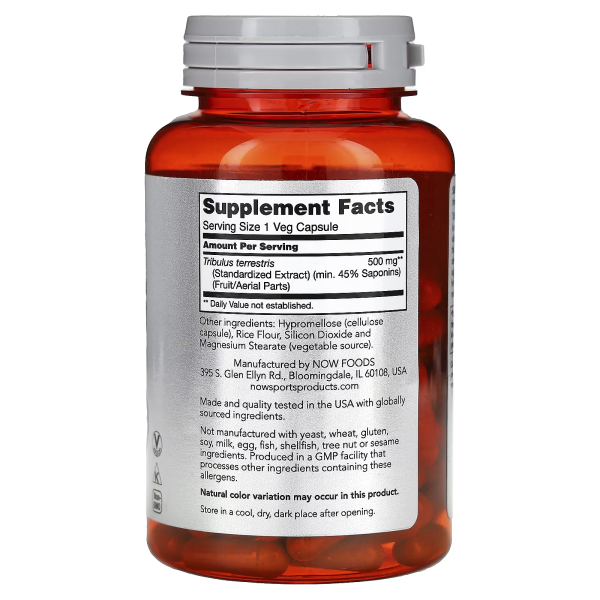 Supplement Facts
Serving Size 1 Veg Capsule
Amount Per Serving
Tribulus terrestris 500 mg**
(Standardized Extract) (min. 45% Saponins)
(Fruit/Aerial Parts)
** Daily Value not established.
Other ingredients: Hypromellose (cellulose
capsule), Rice Flour, Silicon Dioxide and
Magnesium Stearate (vegetable source).
Manufactured by NOW FOODS
395 S. Glen Ellyn Rd., Bloomingdale, IL 60108, USA
nowsportsproducts.com
Made and quality tested in the USA with globally
sourced ingredients.
Not manufactured with yeast, wheat, gluten,
soy, milk, egg, fish, shellfish, tree nut or sesame
ingredients. Produced in a GMP facility that
processes other ingredients containing these
allergens.
Natural color variation may occur in this product.
Store in a cool, dry, dark place after opening.